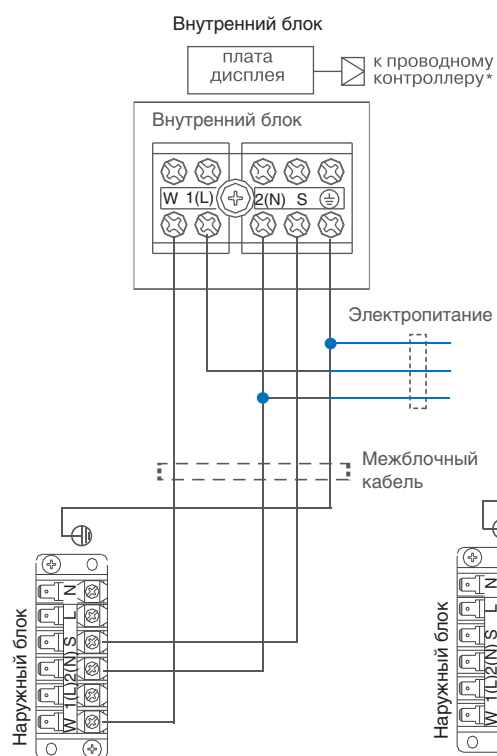 Внутренний блок
плата
дисплея
к проводному
контроллеру*
Внутренний блок
W 1(L) 2(N) S
Электропитание
Межблочный
кабель
Наружный блок
N
L
S
2(N)
1(L)
W
Наружный блок
N
L
S
2(N)
1(L)
W